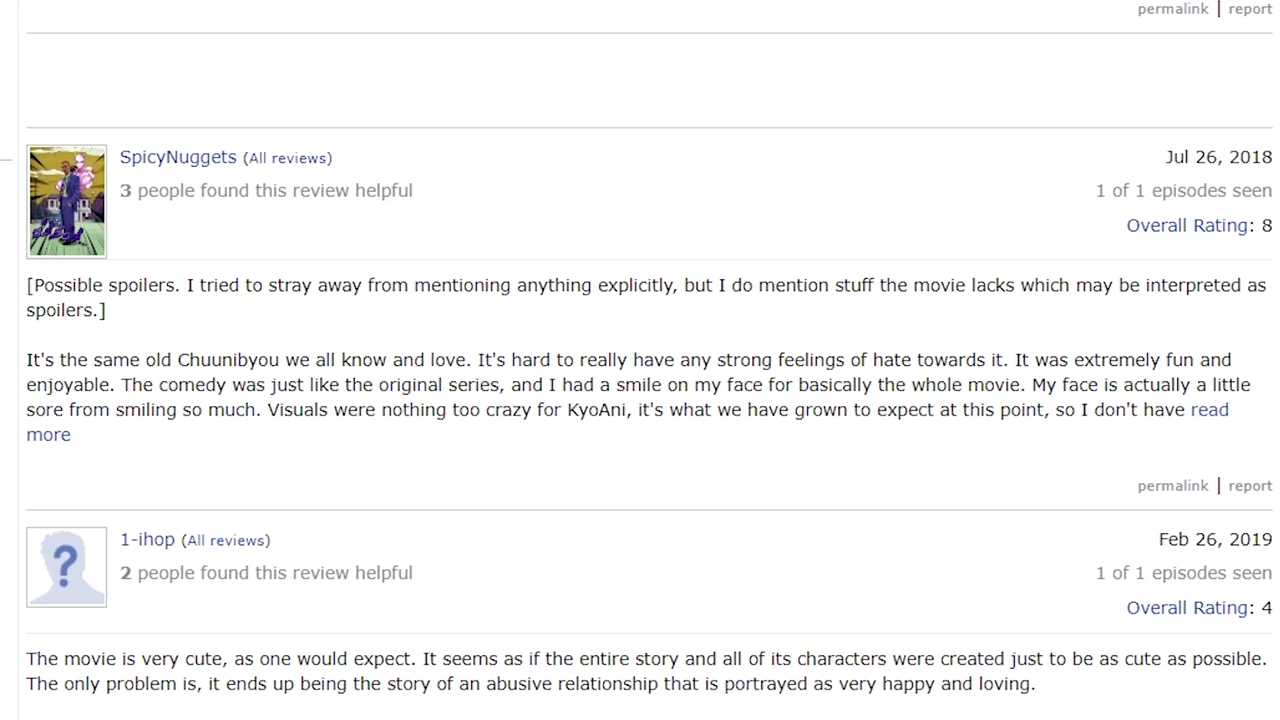 permalink | report
SpicyNuggets (All reviews)
Jul 26, 2018
3 people found this review helpful
1 of 1 episodes seen
Overall Rating: 8
[Possible spoilers. I tried to stray away from mentioning anything explicitly, but I do mention stuff the movie lacks which may be interpreted as
spoilers.]
It's the same old Chuunibyou we all know and love. It's hard to really have any strong feelings of hate towards it. It was extremely fun and
enjoyable. The comedy was just like the original series, and I had a smile on my face for basically the whole movie. My face is actually a little
sore from smiling so much. Visuals were nothing too crazy for KyoAni, it's what we have grown to expect at this point, so I don't have read
more
permalink | report
1-ihop (All reviews)
Feb 26, 2019
2 people found this review helpful
1 of 1 episodes seen
Overall Rating: 4
The movie is very cute, as one would expect. It seems as if the entire story and all of its characters were created just to be as cute as possible.
The only problem is, it ends up being the story of an abusive relationship that is portrayed as very happy and loving.